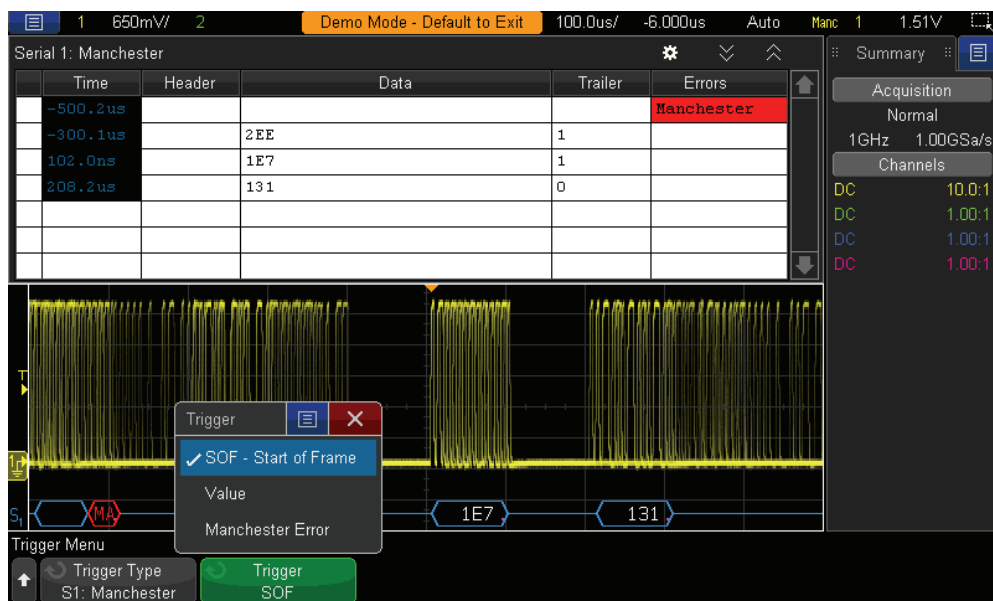 1 650mV/ 2 Demo Mode - Default to Exit 100.0us/ -6.000us Auto Manc 1 1.51V
Serial 1: Manchester
Summary
Time Header Data Trailer Errors
-500.2us Manchester
-300.1us 2EE 1
102.0ns 1E7 1
208.2us 131 0
Acquisition
Normal
1GHz 1.00GSa/s
Channels
DC 10.0:1
DC 1.00:1
DC 1.00:1
DC 1.00:1
T
Trigger
SOF - Start of Frame
Value
Manchester Error
1
S1 MA 1E7 131
Trigger Menu
Trigger Type
S1: Manchester
Trigger
SOF